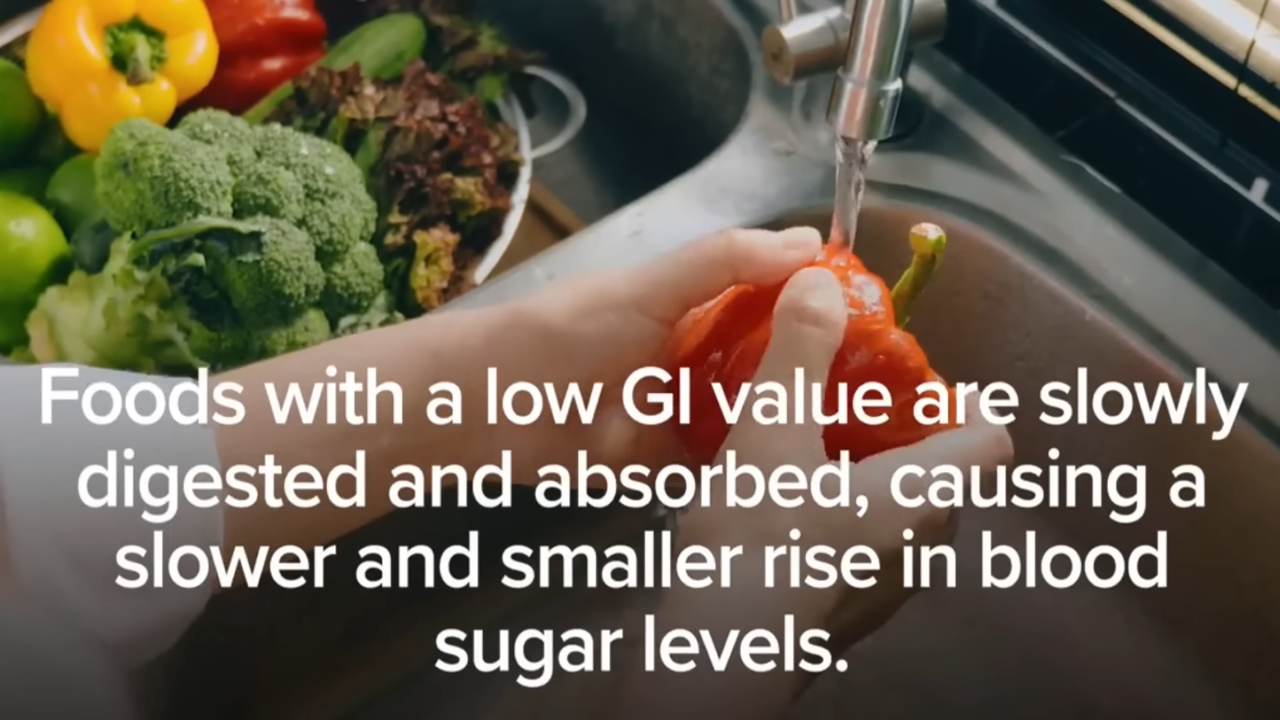 Foods with a low GI value are slowly
digested and absorbed, causing a
slower and smaller rise in blood
sugar levels.